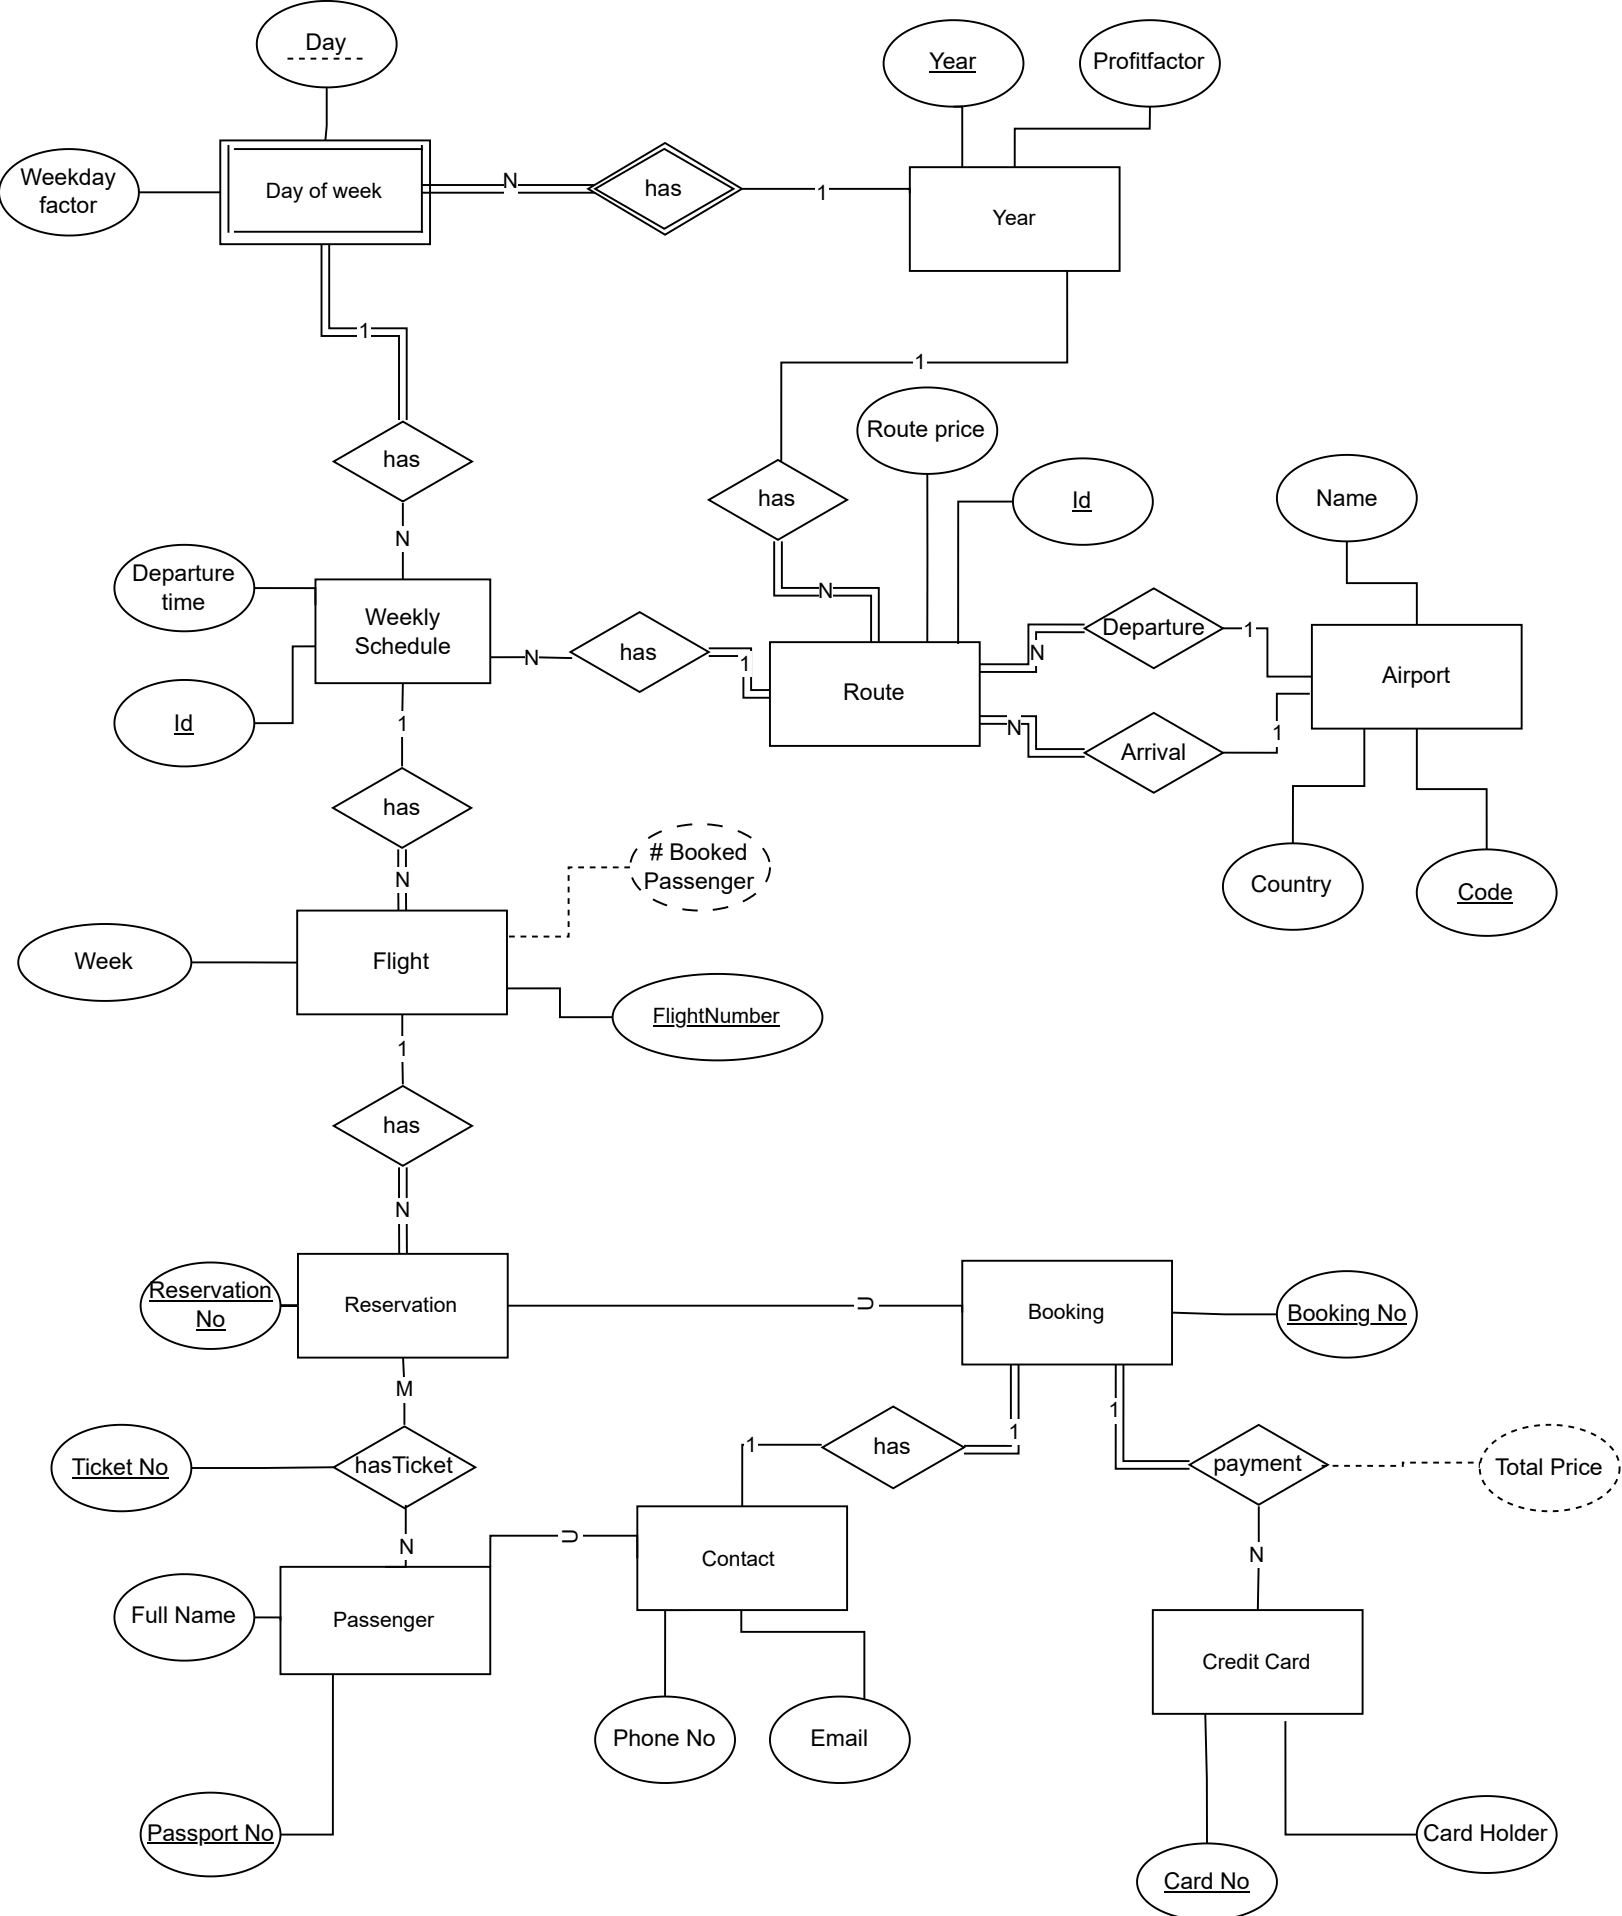 Day
Year
Profitfactor
Weekday
factor
Day of week
N
has
1
Year
1
1
Route price
has
has
Id
Name
N
Departure
time
Weekly
Schedule
N
has
1
N
Route
N
N
Departure
1
Arrival
1
Airport
Id
1
has
# Booked
Passenger
Country
Code
N
Week
Flight
FlightNumber
1
has
N
Reservation
No
Reservation
⊃
Booking
Booking No
M
1
1
1
has
Ticket No
hasTicket
payment
Total Price
N
⊃
Contact
N
Full Name
Passenger
Credit Card
Phone No
Email
Passport No
Card Holder
Card No